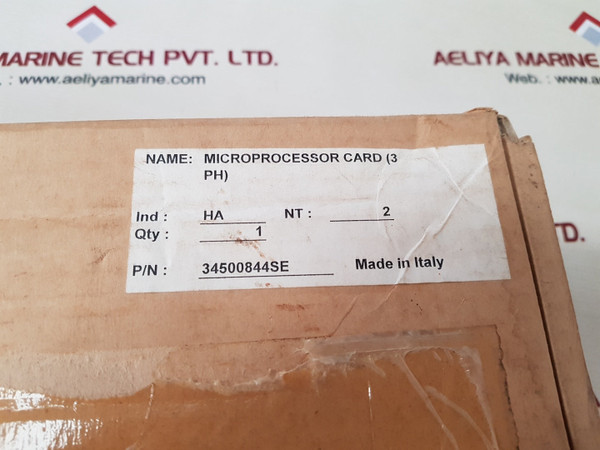 MARINE TECH PVT. LTD.
. : www.aeliyamarine.com
AELIYA MARINE
Web. : www.ae
NAME: MICROPROCESSOR CARD (3
PH)
Ind : HA NT : 2
Qty : 1
P/N : 34500844SE Made in Italy
TD.